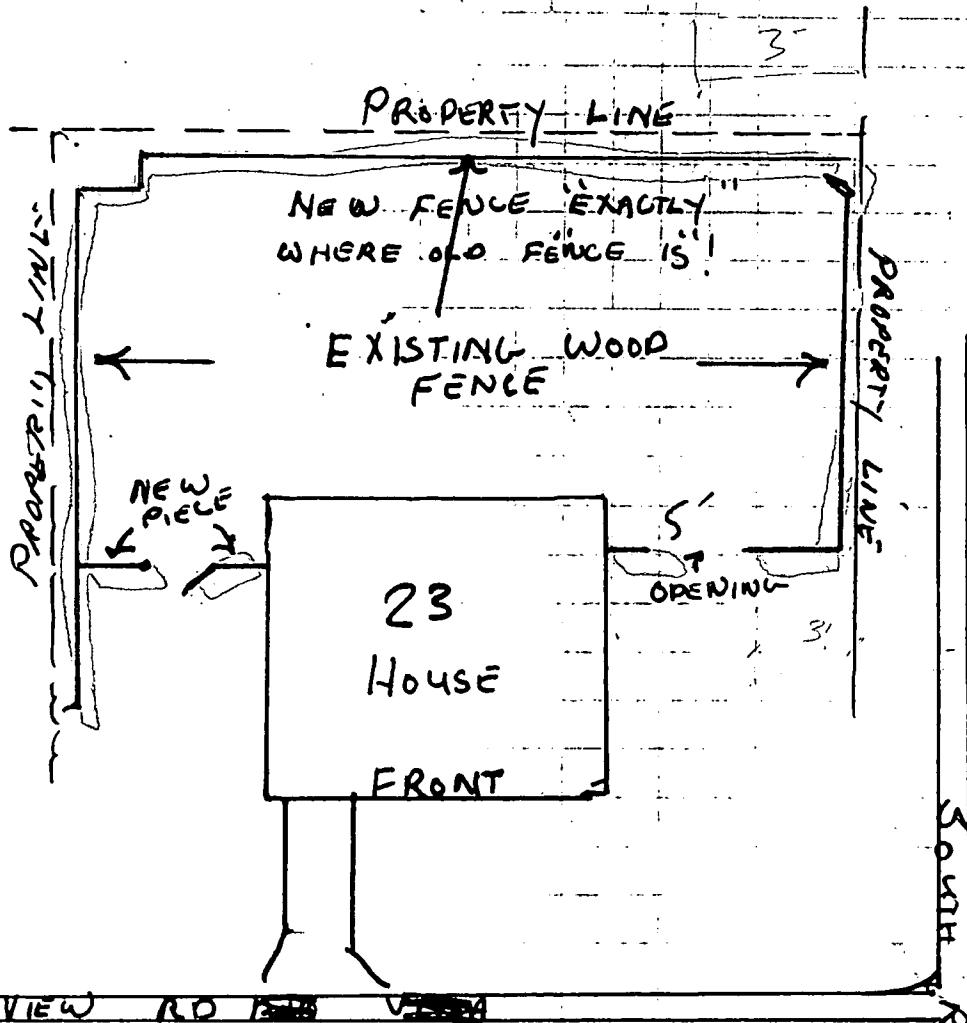 3'
PROPERTY LINE
NEW FENCE "EXACTLY"
WHERE OLD FENCE "IS"!
PROPERTY LINE
PROPERTY LINE
EXISTING WOOD
FENCE
NEW
PIECE
5'
OPENING
23
HOUSE
3'
FRONT
SOUTH
VIEW RD